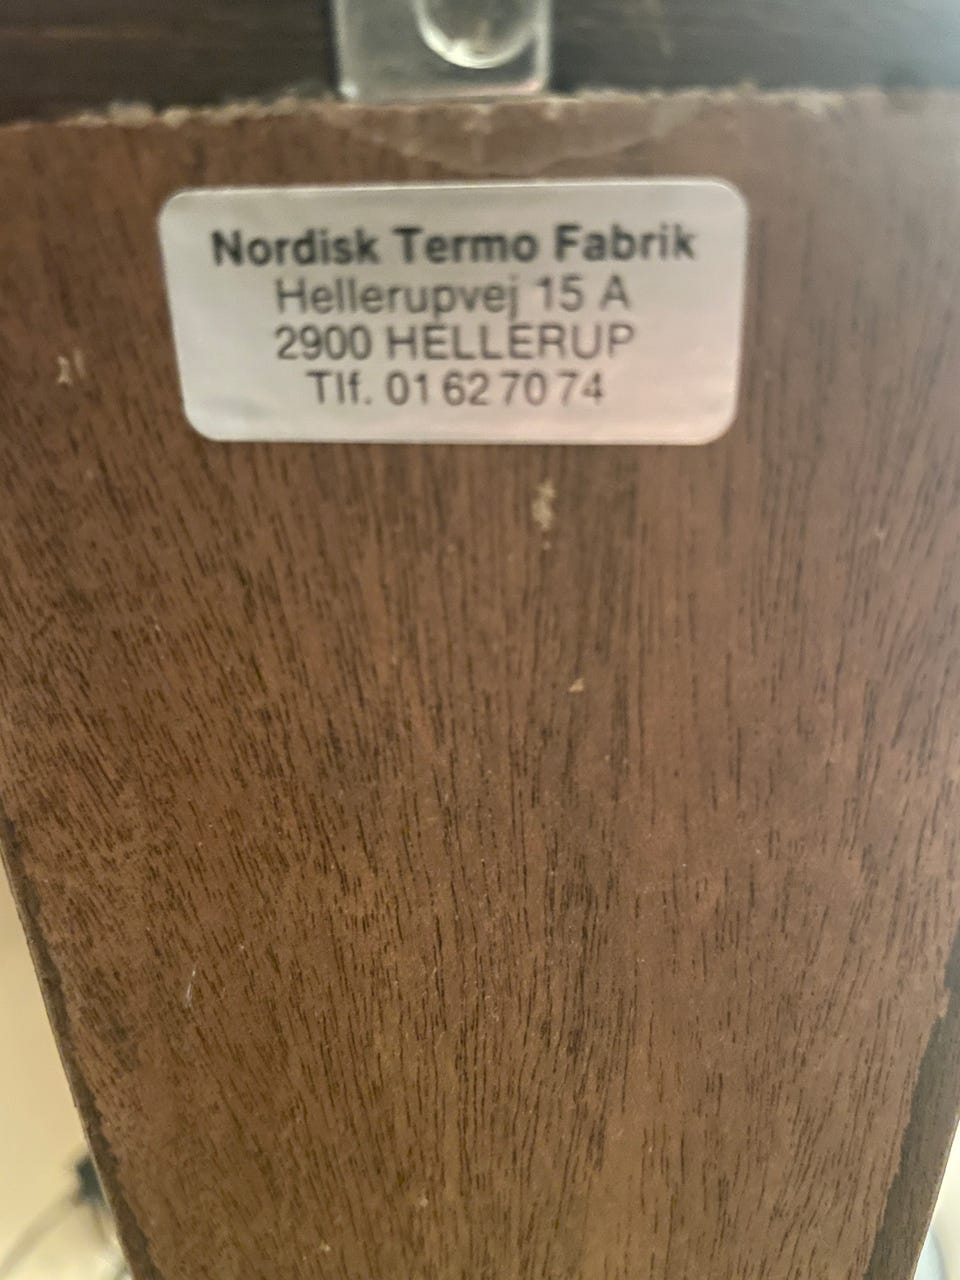 Nordisk Termo Fabrik
Hellerupvej 15 A
2900 HELLERUP
Tlf. 01 62 70 74